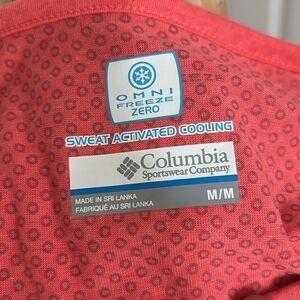 OMNI
FREEZE
ZERO
SWEAT ACTIVATED COOLING
Columbia
Sportswear Company
MADE IN SRI LANKA
FABRIQUÉ AU SRI LANKA
M/M